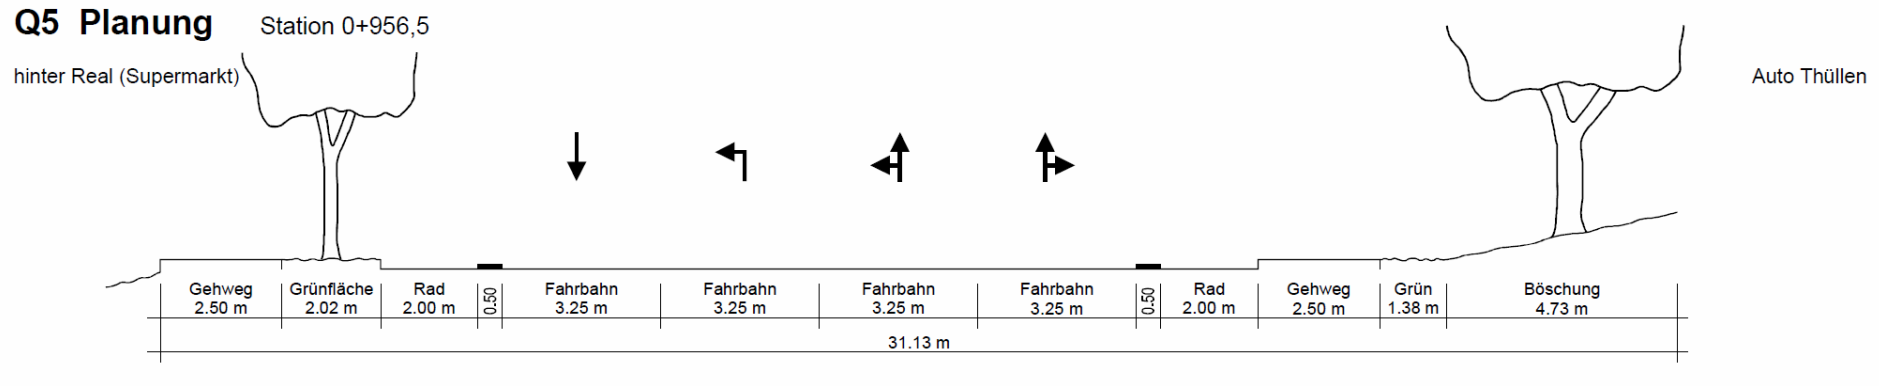 Q5 Planung Station 0+956,5
hinter Real (Supermarkt) Auto Thüllen
Gehweg Grünfläche Rad 0.50 Fahrbahn Fahrbahn Fahrbahn Fahrbahn 0.50 Rad Gehweg Grün Böschung
2.50 m 2.02 m 2.00 m 3.25 m 3.25 m 3.25 m 3.25 m 2.00 m 2.50 m 1.38 m 4.73 m
31.13 m